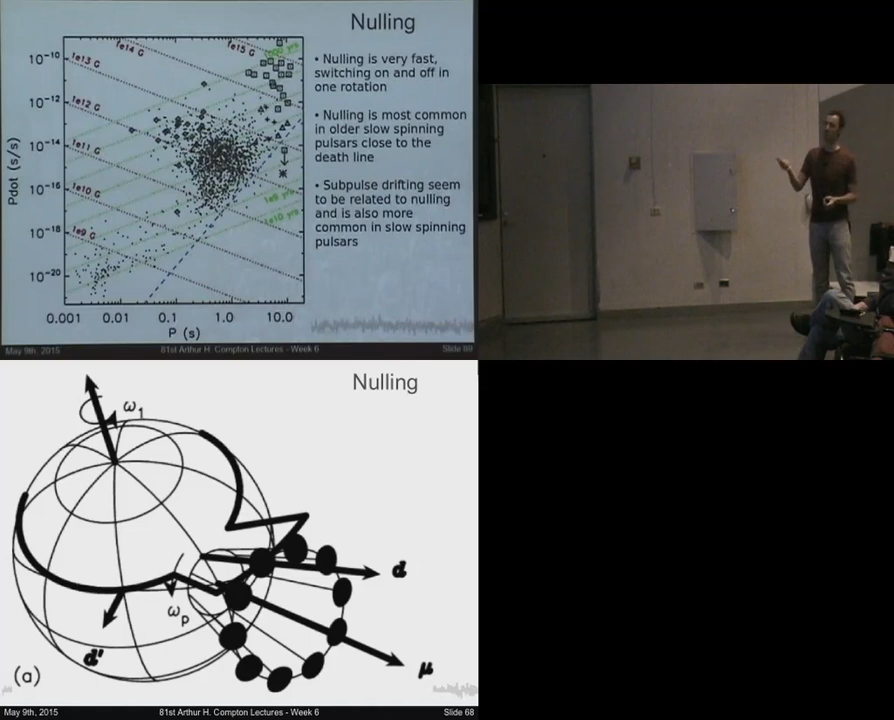 Nulling
10⁻¹⁰
10⁻¹²
10⁻¹⁴
10⁻¹⁶
10⁻¹⁸
10⁻²⁰
Pdot (s/s)
1e13 G
1e14 G
1e15 G
1e12 G
1e11 G
1e10 G
1e9 G
1e9 yrs
1e10 yrs
0.001 0.01 0.1 1.0 10.0
P (s)
• Nulling is very fast,
switching on and off in
one rotation
• Nulling is most common
in older slow spinning
pulsars close to the
death line
• Subpulse drifting seem
to be related to nulling
and is also more
common in slow spinning
pulsars
May 9th, 2015 81st Arthur H. Compton Lectures - Week 6 Slide 69
Nulling
ω1
d
ωp
d'
μ
(a)
May 9th, 2015 81st Arthur H. Compton Lectures - Week 6 Slide 68